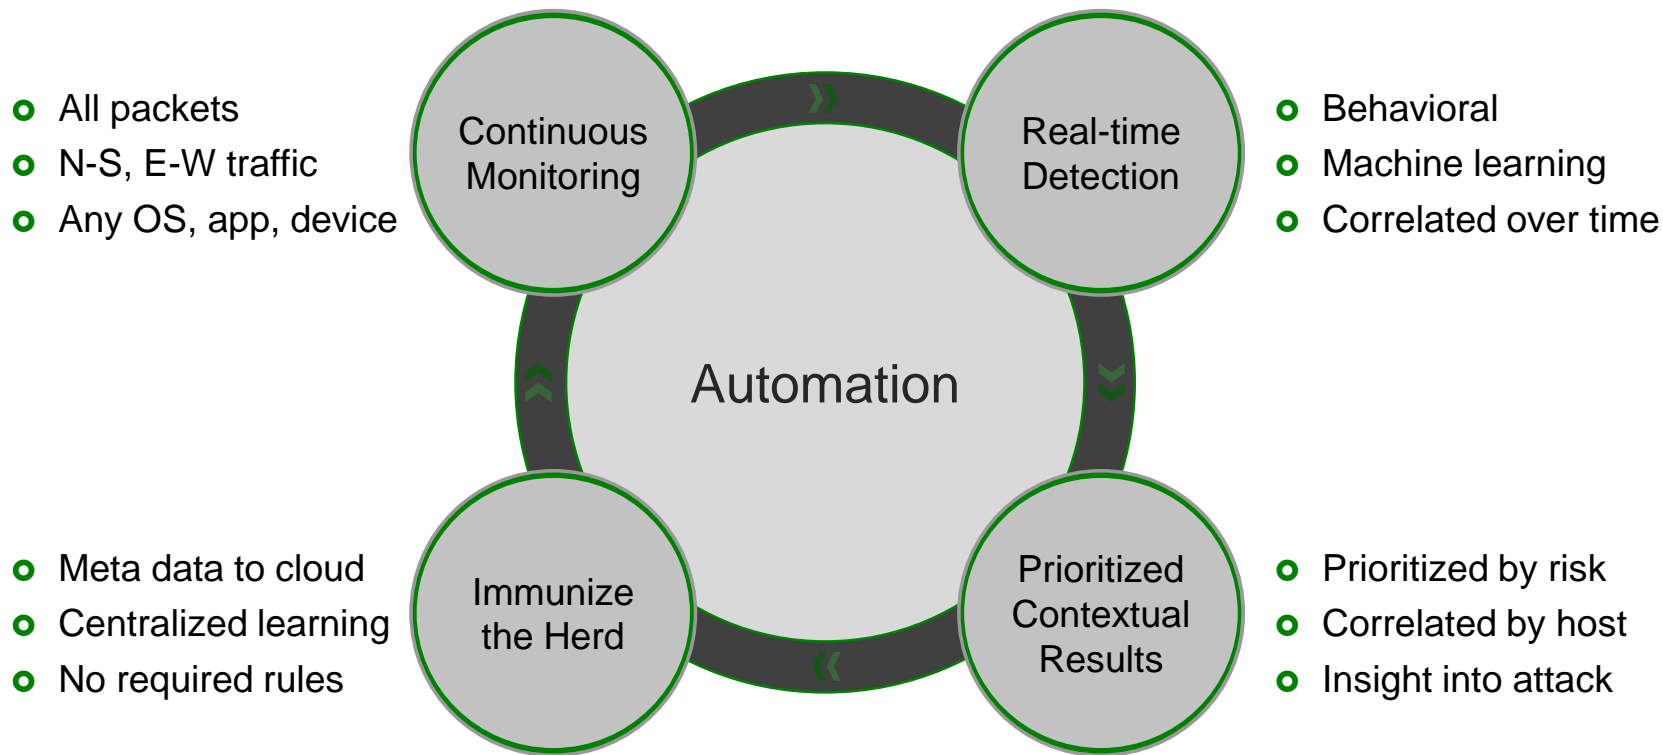 All packets
N-S, E-W traffic
Any OS, app, device
Continuous
Monitoring
Real-time
Detection
Behavioral
Machine learning
Correlated over time
Automation
Meta data to cloud
Centralized learning
No required rules
Immunize
the Herd
Prioritized
Contextual
Results
Prioritized by risk
Correlated by host
Insight into attack